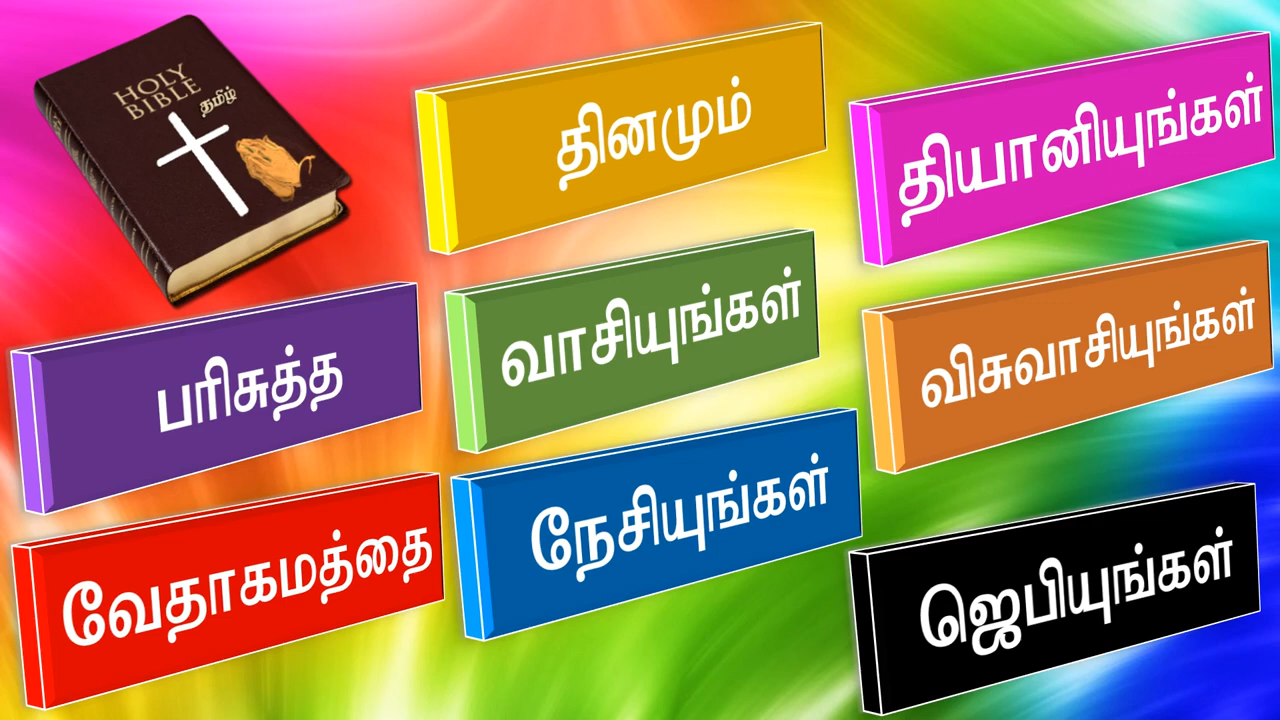 HOLY
BIBLE
தமிழ்
பரிசுத்த
வேதாகமத்தை
தினமும்
வாசியுங்கள்
நேசியுங்கள்
தியானியுங்கள்
விசுவாசியுங்கள்
ஜெபியுங்கள்